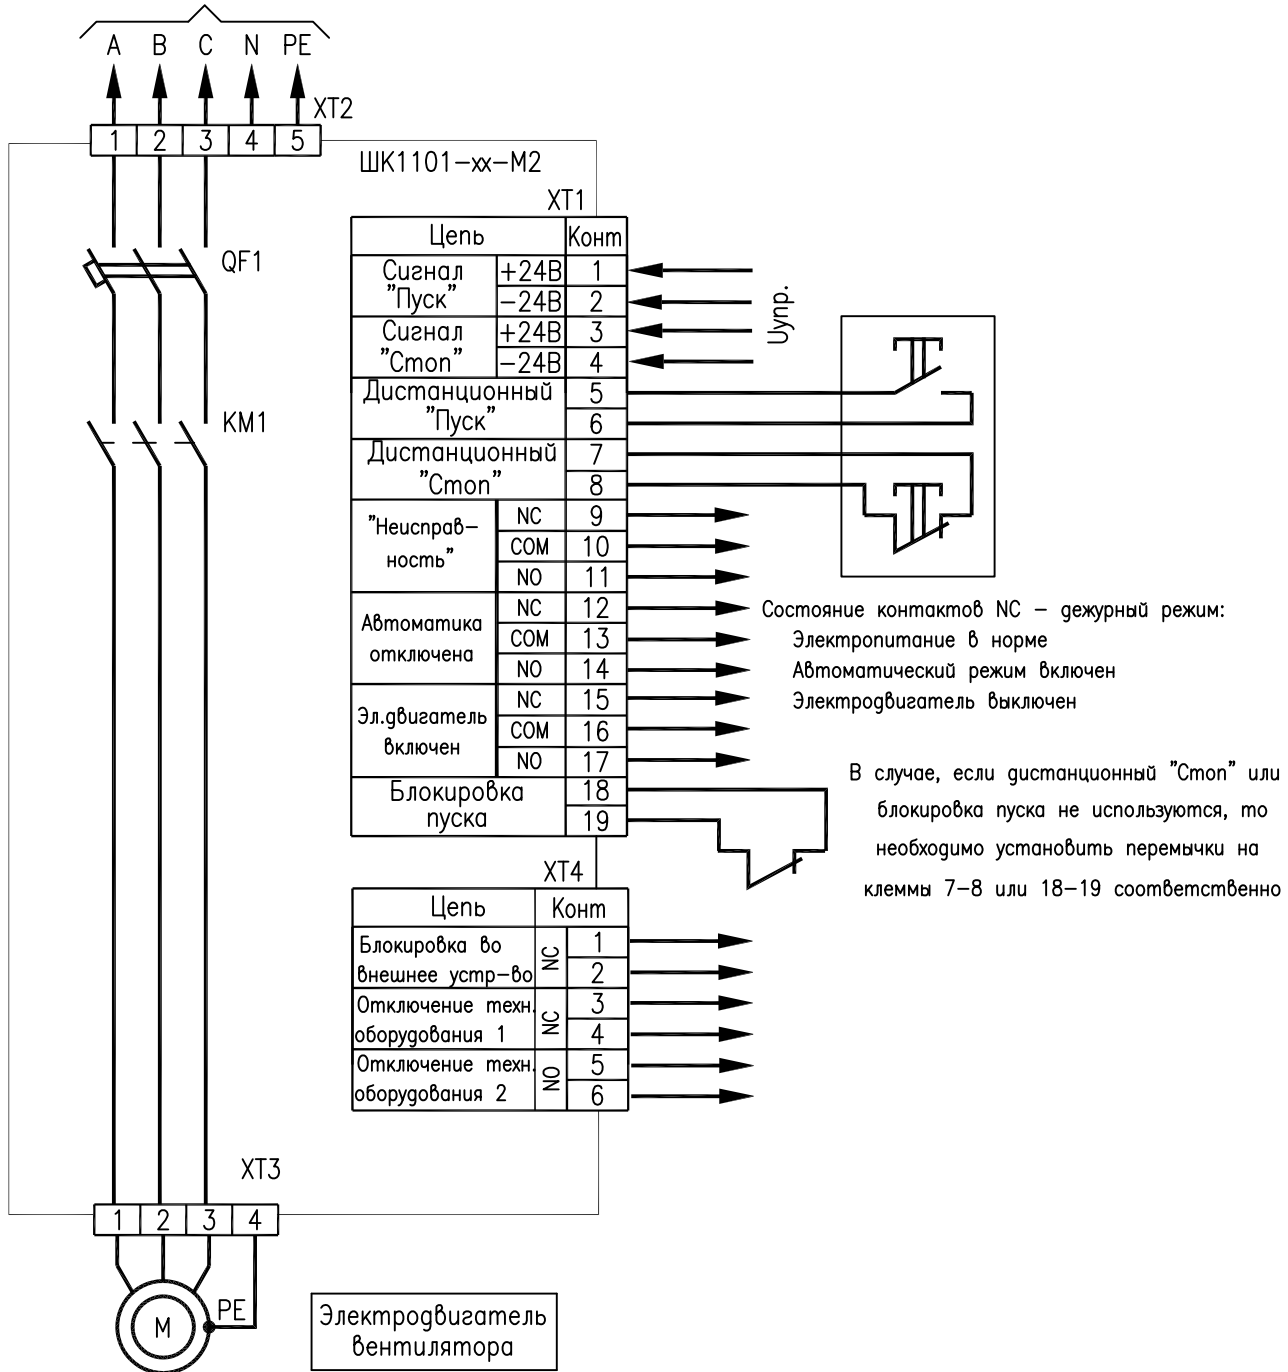 A B C N PE
XT2
1 2 3 4 5
ШК1101-xx-М2
XT1
QF1
KM1
Цепь Конт
Сигнал "Пуск" +24В 1
-24В 2
Сигнал "Стоп" +24В 3
-24В 4
Uупр.
Дистанционный 5
"Пуск" 6
Дистанционный 7
"Стоп" 8
"Неисправ- NC 9
ность" COM 10
NO 11
Автоматика NC 12
отключена COM 13
NO 14
Эл.двигатель NC 15
включен COM 16
NO 17
Блокировка 18
пуска 19
Состояние контактов NC – дежурный режим:
Электропитание в норме
Автоматический режим включен
Электродвигатель выключен
В случае, если дистанционный "Стоп" или
блокировка пуска не используются, то
необходимо установить перемычки на
клеммы 7-8 или 18-19 соответственно
XT4
Цепь Конт
Блокировка во NC 1
внешнее устр-во 2
Отключение техн. NC 3
оборудования 1 4
Отключение техн. NO 5
оборудования 2 6
XT3
1 2 3 4
M
PE
Электродвигатель
вентилятора